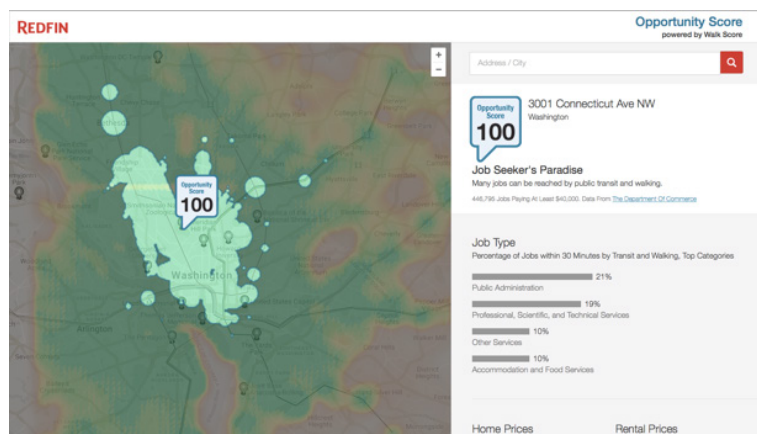 REDFIN
Opportunity Score
powered by Walk Score
+
−
Address / City
Opportunity
Score
100
3001 Connecticut Ave NW
Washington
Job Seeker's Paradise
Many jobs can be reached by public transit and walking.
446,795 Jobs Paying At Least $40,000. Data From The Department Of Commerce
Opportunity
Score
100
Washington
Arlington
Job Type
Percentage of Jobs within 30 Minutes by Transit and Walking, Top Categories
21%
Public Administration
19%
Professional, Scientific, and Technical Services
10%
Other Services
10%
Accommodation and Food Services
Home Prices
Rental Prices